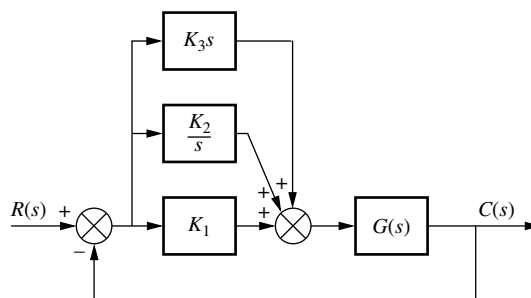 K₃s
K₂
s
+
+
R(s) + K₁ + G(s) C(s)
−